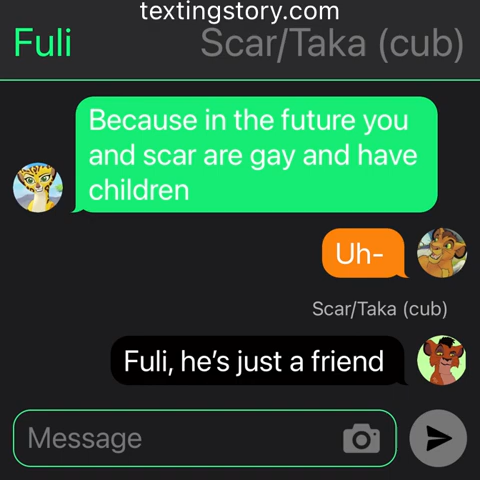 textingstory.com
Fuli Scar/Taka (cub)
Because in the future you
and scar are gay and have
children
Uh-
Scar/Taka (cub)
Fuli, he’s just a friend
Message